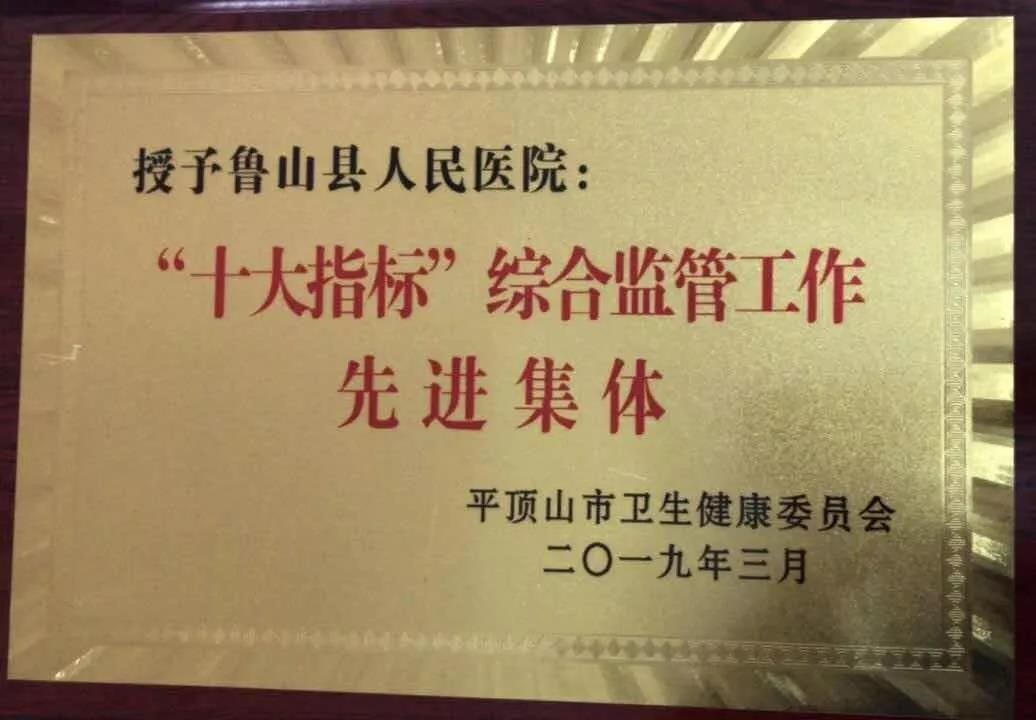 授予鲁山县人民医院：
“十大指标”综合监管工作
先进集体
平顶山市卫生健康委员会
二〇一九年三月